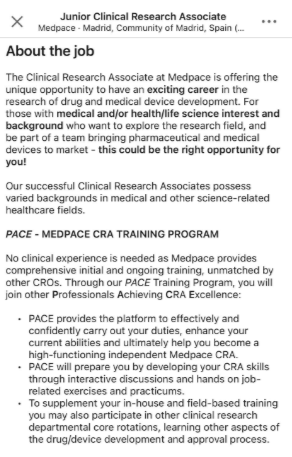 Junior Clinical Research Associate
Medpace · Madrid, Community of Madrid, Spain (...
About the job
The Clinical Research Associate at Medpace is offering the
unique opportunity to have an exciting career in the
research of drug and medical device development. For
those with medical and/or health/life science interest and
background who want to explore the research field, and
be part of a team bringing pharmaceutical and medical
devices to market - this could be the right opportunity for
you!
Our successful Clinical Research Associates possess
varied backgrounds in medical and other science-related
healthcare fields.
PACE - MEDPACE CRA TRAINING PROGRAM
No clinical experience is needed as Medpace provides
comprehensive initial and ongoing training, unmatched by
other CROs. Through our PACE Training Program, you will
join other Professionals Achieving CRA Excellence:
• PACE provides the platform to effectively and
confidently carry out your duties, enhance your
current abilities and ultimately help you become a
high-functioning independent Medpace CRA.
• PACE will prepare you by developing your CRA skills
through interactive discussions and hands on job-
related exercises and practicums.
• To supplement your in-house and field-based training
you may also participate in other clinical research
departmental core rotations, learning other aspects of
the drug/device development and approval process.